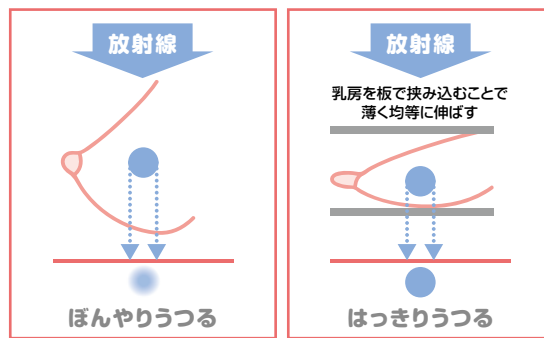 放射線
ぼんやりうつる
放射線
乳房を板で挟み込むことで
薄く均等に伸ばす
はっきりうつる